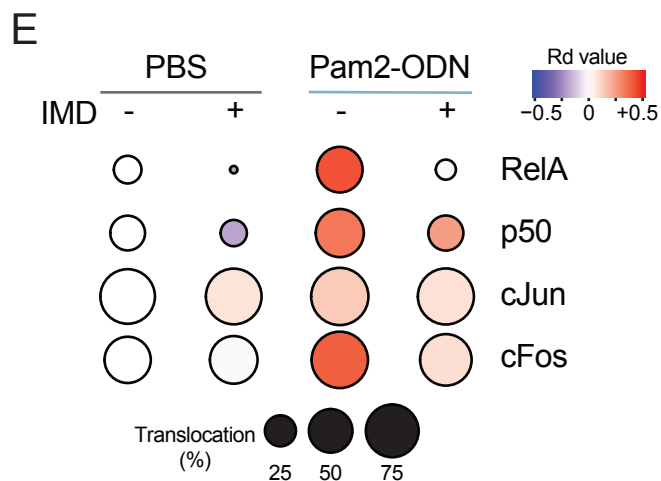 E
PBS
Pam2-ODN
Rd value
−0.5 0 +0.5
IMD - + - +
RelA
p50
cJun
cFos
Translocation
(%)
25 50 75